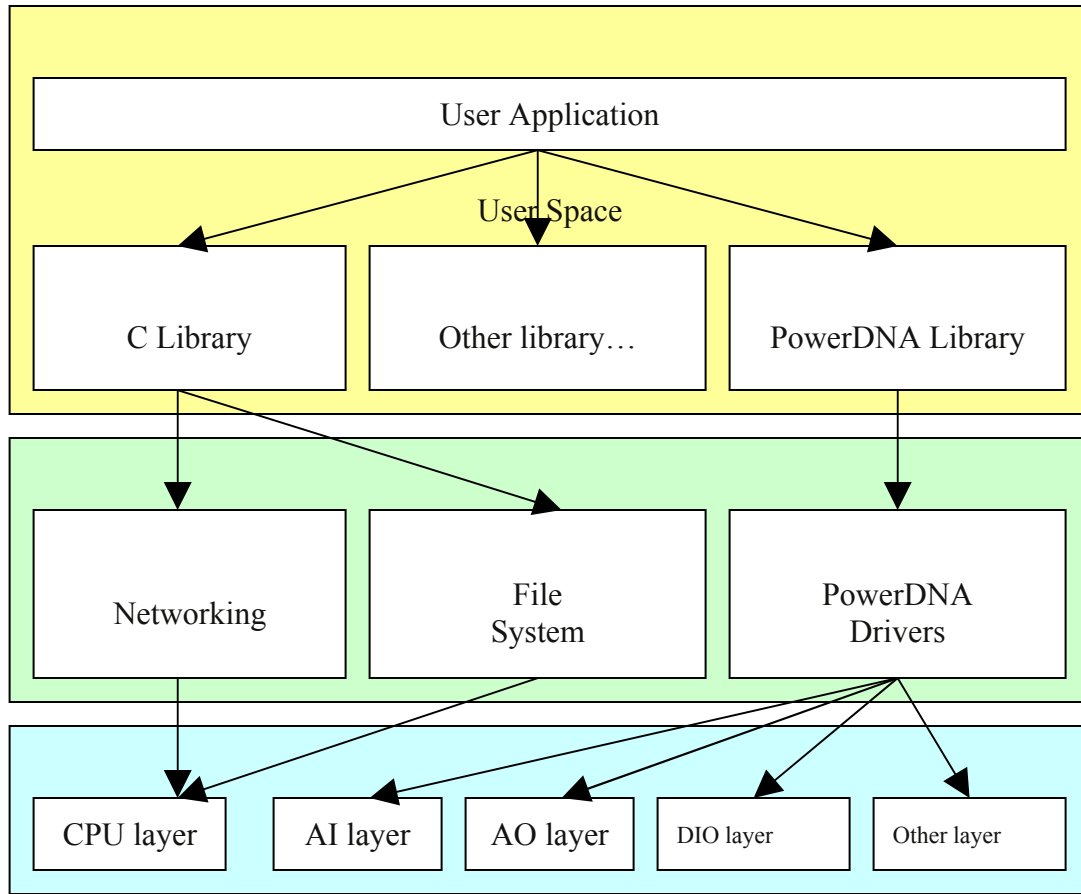 User Application
User Space
C Library
Other library…
PowerDNA Library
Networking
File
System
PowerDNA
Drivers
CPU layer
AI layer
AO layer
DIO layer
Other layer